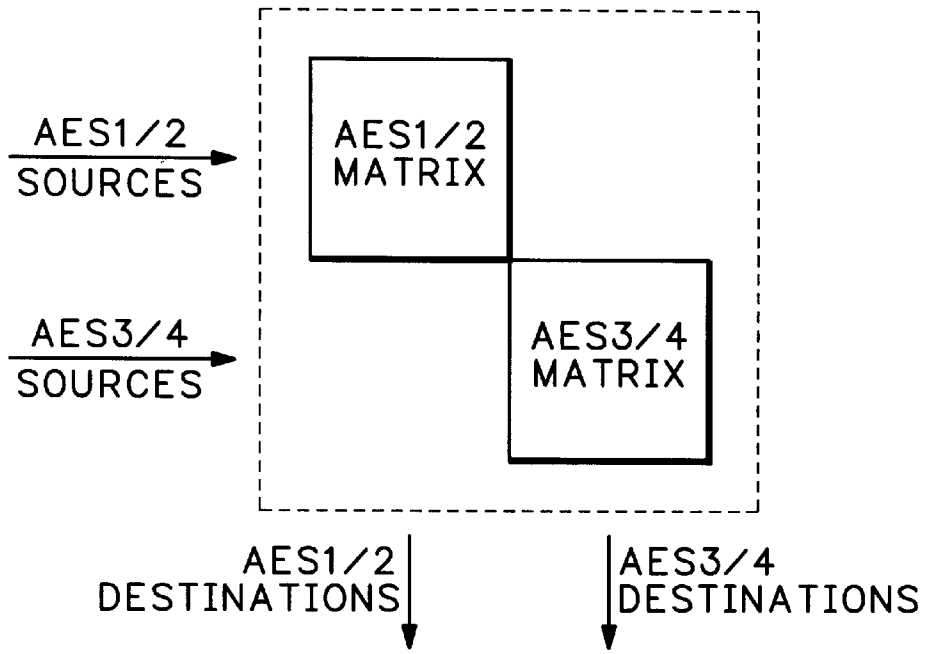 AES1/2
SOURCES
AES1/2
MATRIX
AES3/4
SOURCES
AES3/4
MATRIX
AES1/2
DESTINATIONS
AES3/4
DESTINATIONS